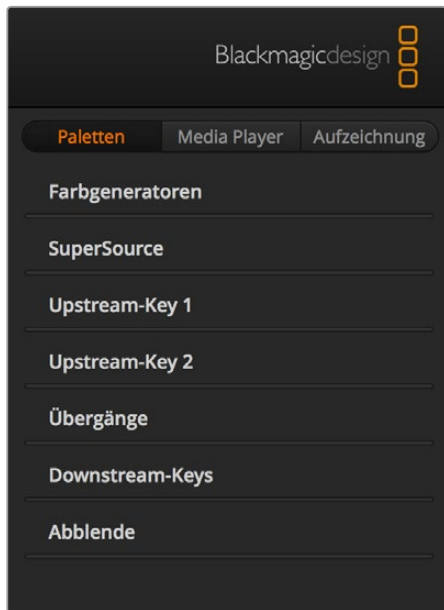 Blackmagicdesign
Paletten Media Player Aufzeichnung
Farbgeneratoren
SuperSource
Upstream-Key 1
Upstream-Key 2
Übergänge
Downstream-Keys
Abblende